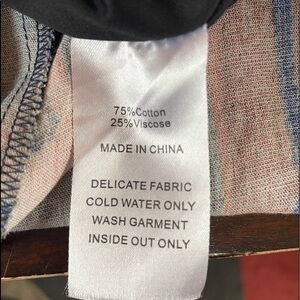 75%Cotton
25%Viscose
MADE IN CHINA
DELICATE FABRIC
COLD WATER ONLY
WASH GARMENT
INSIDE OUT ONLY